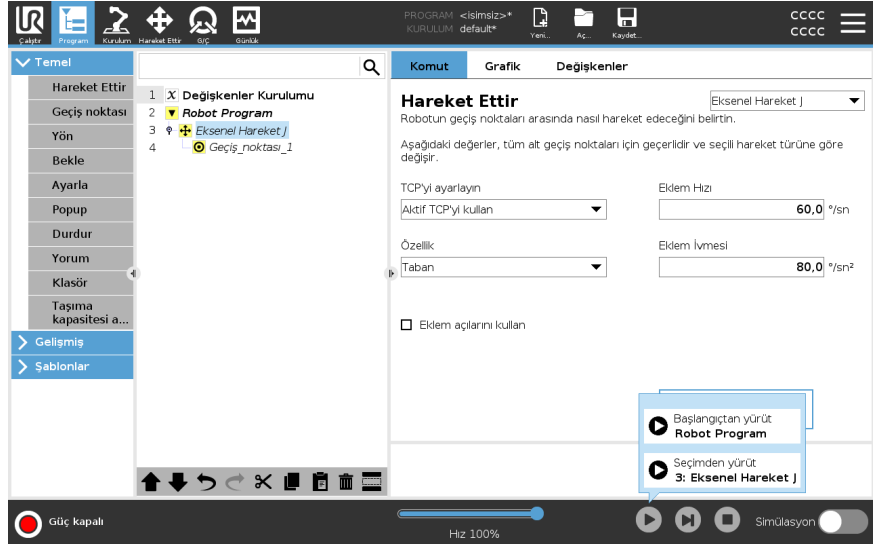 UR
Çalıştır
Program
Kurulum
Hareket Ettir
G/Ç
Günlük
PROGRAM <isimsiz>*
KURULUM default*
Yeni...
Aç...
Kaydet...
CCCC
CCCC
Temel
Hareket Ettir
Geçiş noktası
Yön
Bekle
Ayarla
Popup
Durdur
Yorum
Klasör
Taşıma
kapasitesi a...
Gelişmiş
Şablonlar
1 X Değişkenler Kurulumu
2 Robot Program
3 Eksenel Hareket J
4 Geçiş_noktası_1
Komut Grafik Değişkenler
Hareket Ettir
Eksenel Hareket J
Robotun geçiş noktaları arasında nasıl hareket edeceğini belirtin.
Aşağıdaki değerler, tüm alt geçiş noktaları için geçerlidir ve seçili hareket türüne göre
değişir.
TCP'yi ayarlayın
Eklem Hızı
Aktif TCP'yi kullan
60,0 °/sn
Özellik
Eklem İvmesi
Taban
80,0 °/sn²
Eklem açılarını kullan
Başlangıçtan yürüt
Robot Program
Seçimden yürüt
3: Eksenel Hareket J
Güç kapalı
Hız 100%
Simülasyon